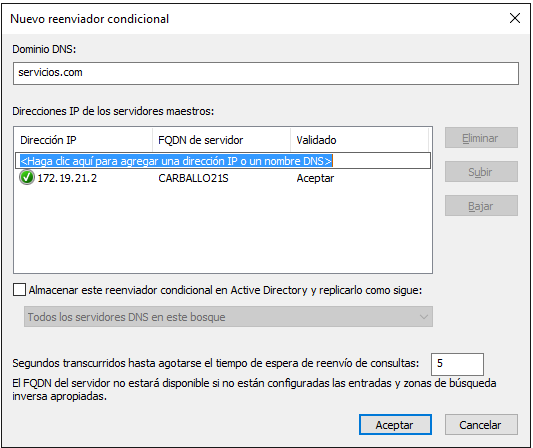 Nuevo reenviador condicional
Dominio DNS:
servicios.com
Direcciones IP de los servidores maestros:
Dirección IP FQDN de servidor Validado
<Haga clic aquí para agregar una dirección IP o un nombre DNS>
172.19.21.2 CARBALLO21S Aceptar
Eliminar
Subir
Bajar
Almacenar este reenviador condicional en Active Directory y replicarlo como sigue:
Todos los servidores DNS en este bosque
Segundos transcurridos hasta agotarse el tiempo de espera de reenvío de consultas: 5
El FQDN del servidor no estará disponible si no están configuradas las entradas y zonas de búsqueda
inversa apropiadas.
Aceptar Cancelar